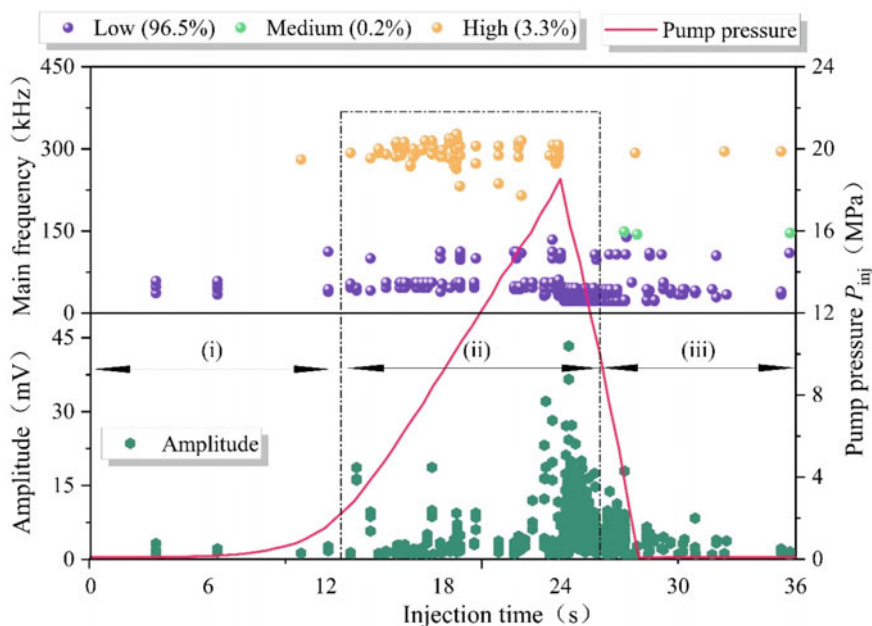 Low (96.5%) Medium (0.2%) High (3.3%) Pump pressure
450
300
150
0
Main frequency（kHz）
45
30
15
0
Amplitude（mV）
24
20
16
12
8
4
0
Pump pressure Pinj（MPa）
(i) (ii) (iii)
Amplitude
0 6 12 18 24 30 36
Injection time（s）